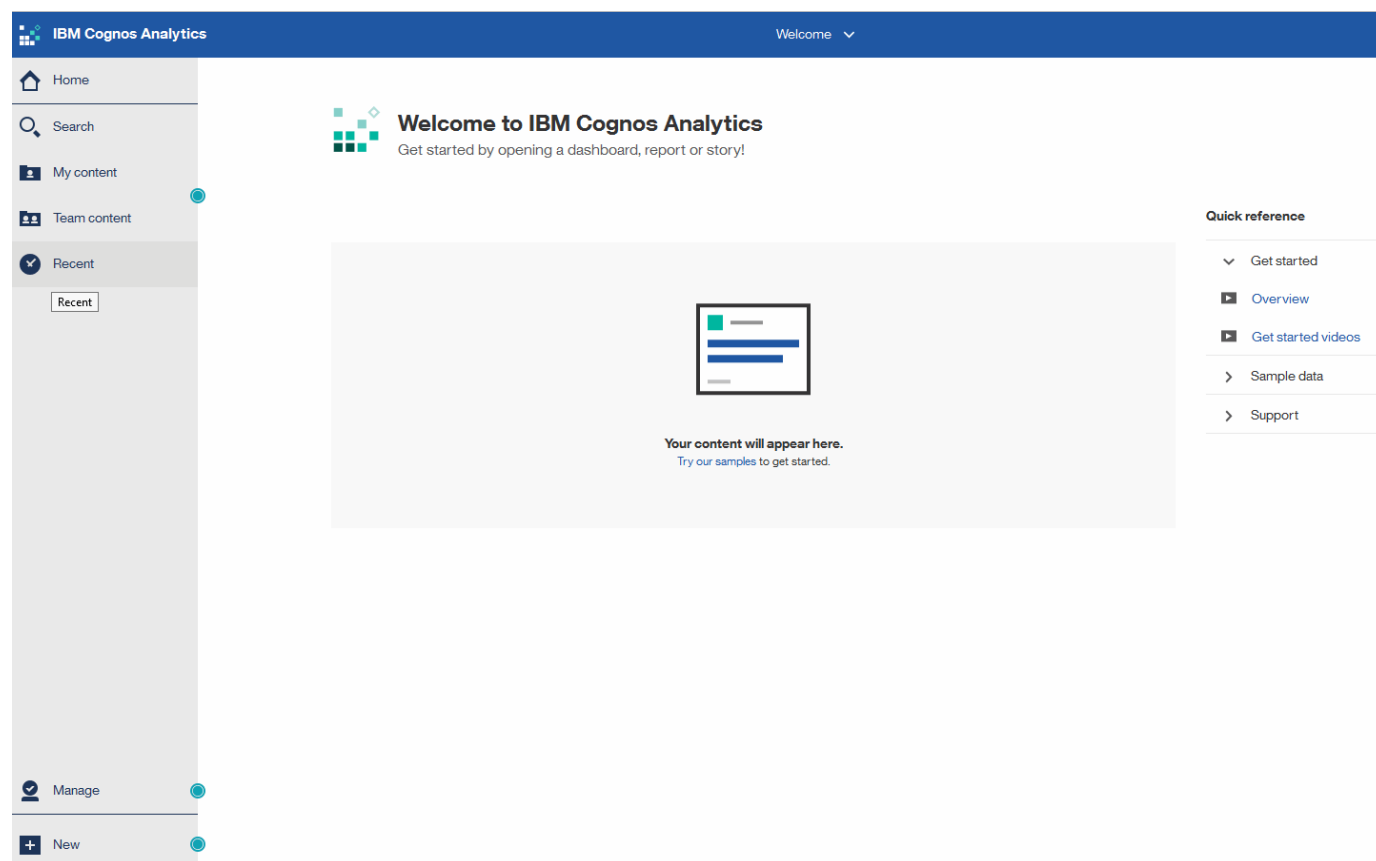 IBM Cognos Analytics
Welcome
Home
Search
My content
Team content
Recent
Recent
Manage
New
Welcome to IBM Cognos Analytics
Get started by opening a dashboard, report or story!
Your content will appear here.
Try our samples to get started.
Quick reference
Get started
Overview
Get started videos
Sample data
Support